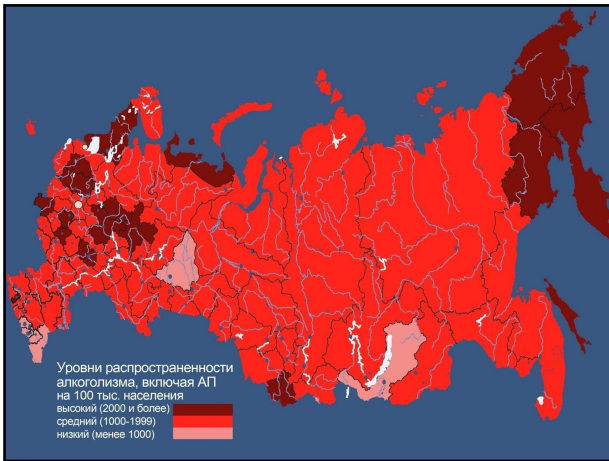 Уровни распространенности
алкоголизма, включая АП
на 100 тыс. населения
высокий (2000 и более)
средний (1000-1999)
низкий (менее 1000)